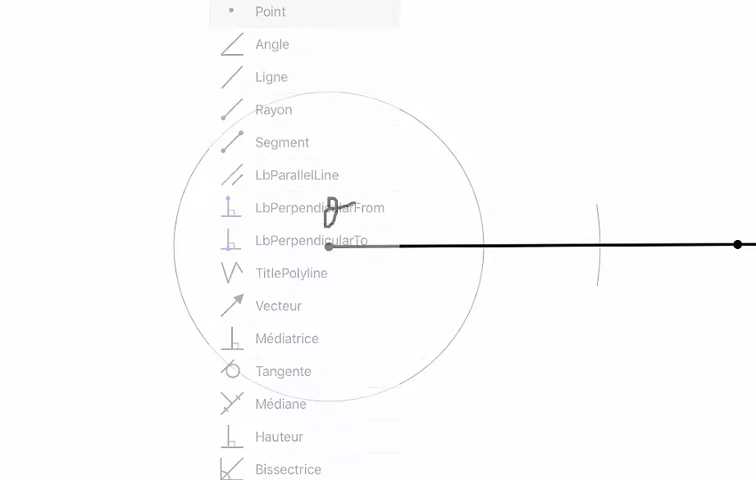 Point
Angle
Ligne
Rayon
Segment
LbParallelLine
LbPerpendicularFrom
LbPerpendicularTo
TitlePolyline
Vecteur
Médiatrice
Tangente
Médiane
Hauteur
Bissectrice